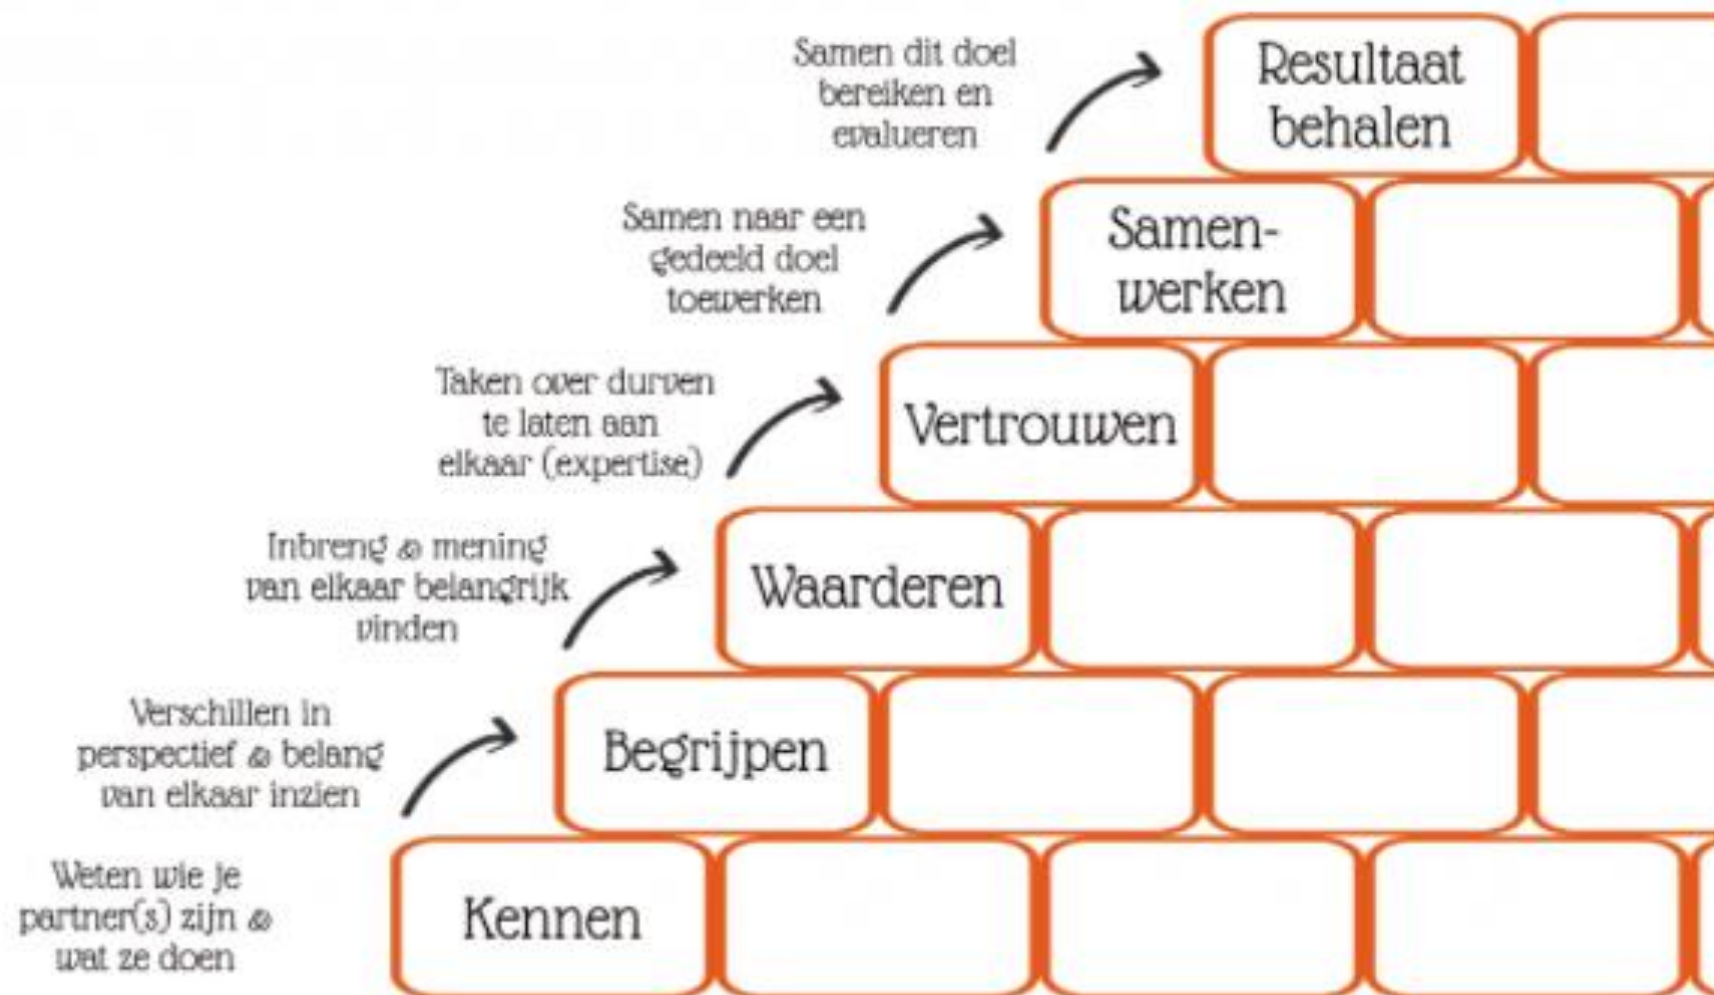 Samen dit doel
bereiken en
evalueren
Resultaat
behalen
Samen naar een
gedeeld doel
toewerken
Samen-
werken
Taken over durven
te laten aan
elkaar (expertise)
Vertrouwen
Inbreng & mening
van elkaar belangrijk
vinden
Waarderen
Verschillen in
perspectief & belang
van elkaar inzien
Begrijpen
Weten wie je
partner(s) zijn &
wat ze doen
Kennen